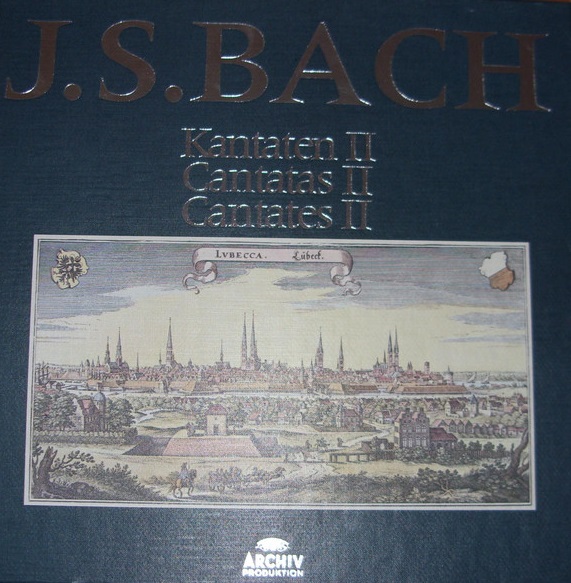 J.S.BACH
Kantaten II
Cantatas II
Cantates II
LVBECCA. Lübeck.
ARCHIV
PRODUKTION